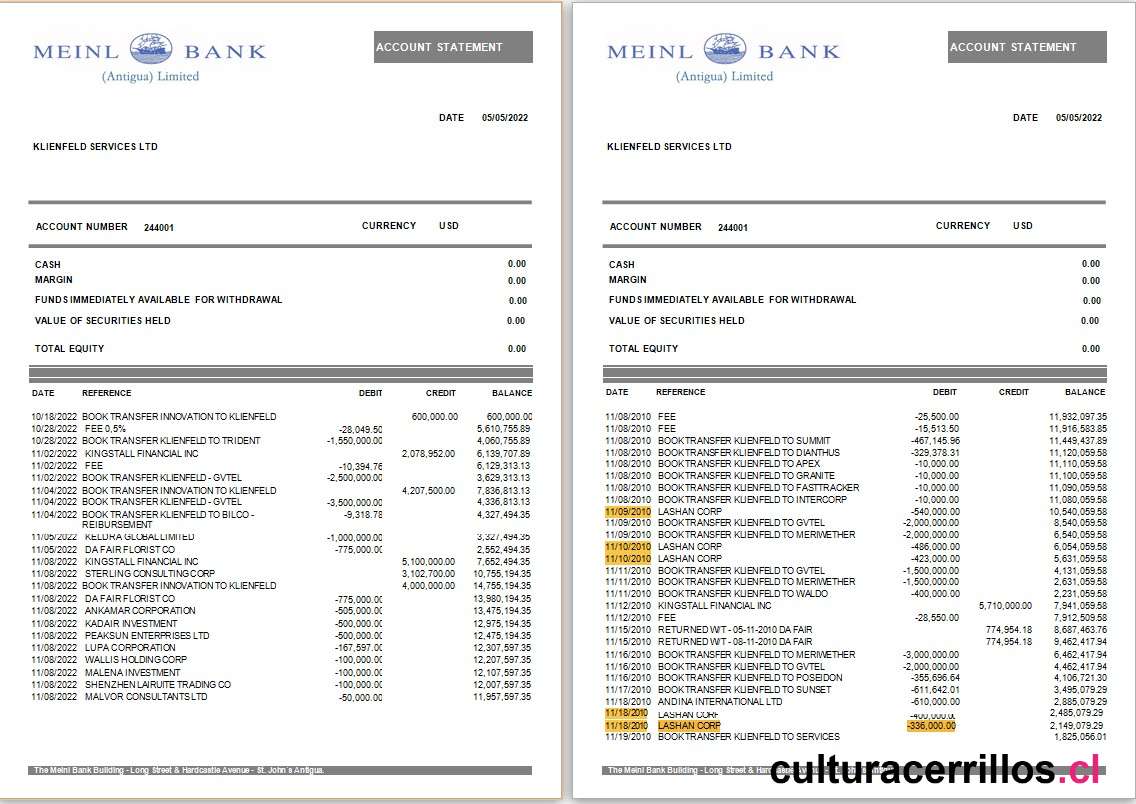 MEINL BANK
(Antigua) Limited
ACCOUNT STATEMENT
DATE 05/05/2022
KLIENFELD SERVICES LTD
ACCOUNT NUMBER 244001 CURRENCY USD
CASH 0.00
MARGIN 0.00
FUNDS IMMEDIATELY AVAILABLE FOR WITHDRAWAL 0.00
VALUE OF SECURITIES HELD 0.00
TOTAL EQUITY 0.00
DATE REFERENCE DEBIT CREDIT BALANCE
10/18/2022 BOOK TRANSFER INNOVATION TO KLIENFELD 600,000.00 600,000.00
10/28/2022 FEE 0,5% -28,049.50 5,610,755.89
10/28/2022 BOOK TRANSFER KLIENFELD TO TRIDENT -1,550,000.00 4,060,755.89
11/02/2022 KINGSTALL FINANCIAL INC 2,078,952.00 6,139,707.89
11/02/2022 FEE -10,394.76 6,129,313.13
11/02/2022 BOOK TRANSFER KLIENFELD - GVTEL -2,500,000.00 3,629,313.13
11/04/2022 BOOK TRANSFER INNOVATION TO KLIENFELD 4,207,500.00 7,836,813.13
11/04/2022 BOOK TRANSFER KLIENFELD - GVTEL -3,500,000.00 4,336,813.13
11/04/2022 BOOK TRANSFER KLIENFELD TO BILCO - -9,318.78 4,327,494.35
REIBURSEMENT
11/05/2022 KELURA GLOBAL LIMITED -1,000,000.00 3,327,494.35
11/05/2022 DA FAIR FLORIST CO -775,000.00 2,552,494.35
11/08/2022 KINGSTALL FINANCIAL INC 5,100,000.00 7,652,494.35
11/08/2022 STERLING CONSULTING CORP 3,102,700.00 10,755,194.35
11/08/2022 BOOK TRANSFER INNOVATION TO KLIENFELD 4,000,000.00 14,755,194.35
11/08/2022 DA FAIR FLORIST CO -775,000.00 13,980,194.35
11/08/2022 ANKAMAR CORPORATION -505,000.00 13,475,194.35
11/08/2022 KADAIR INVESTMENT -500,000.00 12,975,194.35
11/08/2022 PEAKSUN ENTERPRISES LTD -500,000.00 12,475,194.35
11/08/2022 LUPA CORPORATION -167,597.00 12,307,597.35
11/08/2022 WALLIS HOLDING CORP -100,000.00 12,207,597.35
11/08/2022 MALENA INVESTMENT -100,000.00 12,107,597.35
11/08/2022 SHENZHEN LAIRUITE TRADING CO -100,000.00 12,007,597.35
11/08/2022 MALVOR CONSULTANTS LTD -50,000.00 11,957,597.35
The Meinl Bank Building - Long Street & Hardcastle Avenue - St. John's Antigua
MEINL BANK
(Antigua) Limited
ACCOUNT STATEMENT
DATE 05/05/2022
KLIENFELD SERVICES LTD
ACCOUNT NUMBER 244001 CURRENCY USD
CASH 0.00
MARGIN 0.00
FUNDS IMMEDIATELY AVAILABLE FOR WITHDRAWAL 0.00
VALUE OF SECURITIES HELD 0.00
TOTAL EQUITY 0.00
DATE REFERENCE DEBIT CREDIT BALANCE
11/08/2010 FEE -25,500.00 11,932,097.35
11/08/2010 FEE -15,513.50 11,916,583.85
11/08/2010 BOOK TRANSFER KLIENFELD TO SUMMIT -467,145.96 11,449,437.89
11/08/2010 BOOK TRANSFER KLIENFELD TO DIANTHUS -329,378.31 11,120,059.58
11/08/2010 BOOK TRANSFER KLIENFELD TO APEX -10,000.00 11,110,059.58
11/08/2010 BOOK TRANSFER KLIENFELD TO GRANITE -10,000.00 11,100,059.58
11/08/2010 BOOK TRANSFER KLIENFELD TO FASTTRACKER -10,000.00 11,090,059.58
11/08/2010 BOOK TRANSFER KLIENFELD TO INTERCORP -10,000.00 11,080,059.58
11/09/2010 LASHAN CORP -540,000.00 10,540,059.58
11/09/2010 BOOK TRANSFER KLIENFELD TO GVTEL -2,000,000.00 8,540,059.58
11/09/2010 BOOK TRANSFER KLIENFELD TO MERIWETHER -2,000,000.00 6,540,059.58
11/10/2010 LASHAN CORP -486,000.00 6,054,059.58
11/10/2010 LASHAN CORP -423,000.00 5,631,059.58
11/11/2010 BOOK TRANSFER KLIENFELD TO GVTEL -1,500,000.00 4,131,059.58
11/11/2010 BOOK TRANSFER KLIENFELD TO MERIWETHER -1,500,000.00 2,631,059.58
11/11/2010 BOOK TRANSFER KLIENFELD TO WALDO -400,000.00 2,231,059.58
11/12/2010 KINGSTALL FINANCIAL INC 5,710,000.00 7,941,059.58
11/12/2010 FEE -28,550.00 7,912,509.58
11/15/2010 RETURNED W/T - 05-11-2010 DA FAIR 774,954.18 8,687,463.76
11/15/2010 RETURNED W/T - 08-11-2010 DA FAIR 774,954.18 9,462,417.94
11/16/2010 BOOK TRANSFER KLIENFELD TO MERIWETHER -3,000,000.00 6,462,417.94
11/16/2010 BOOK TRANSFER KLIENFELD TO GVTEL -2,000,000.00 4,462,417.94
11/16/2010 BOOK TRANSFER KLIENFELD TO POSEIDON -355,696.64 4,106,721.30
11/17/2010 BOOK TRANSFER KLIENFELD TO SUNSET -611,642.01 3,495,079.29
11/18/2010 ANDINA INTERNATIONAL LTD -610,000.00 2,885,079.29
11/18/2010 LASHAN CORP -400,000.00 2,485,079.29
11/18/2010 LASHAN CORP -336,000.00 2,149,079.29
11/19/2010 BOOK TRANSFER KLIENFELD TO SERVICES 1,825,056.01
The Meinl Bank Building - Long Street & Hardcastle Avenue - St. John's Antigua
culturacerrillos.cl